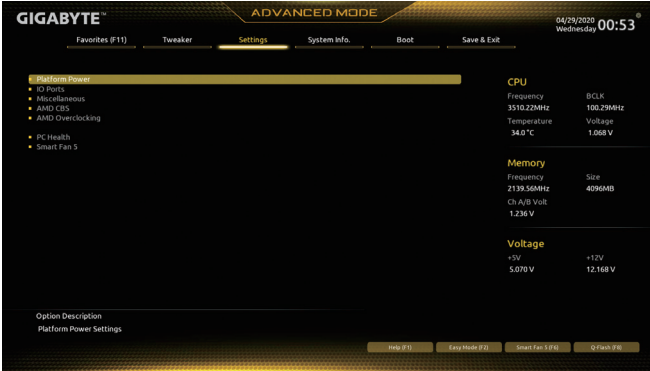 GIGABYTE™
ADVANCED MODE
04/29/2020
Wednesday 00:53
Favorites (F11) Tweaker Settings System Info. Boot Save & Exit
Platform Power
IO Ports
Miscellaneous
AMD CBS
AMD Overclocking
PC Health
Smart Fan 5
CPU
Frequency BCLK
3510.22MHz 100.29MHz
Temperature Voltage
34.0 °C 1.068 V
Memory
Frequency Size
2139.56MHz 4096MB
Ch A/B Volt
1.236 V
Voltage
+5V +12V
5.070 V 12.168 V
Option Description
Platform Power Settings
Help (F1) Easy Mode (F2) Smart Fan 5 (F6) Q-Flash (F8)